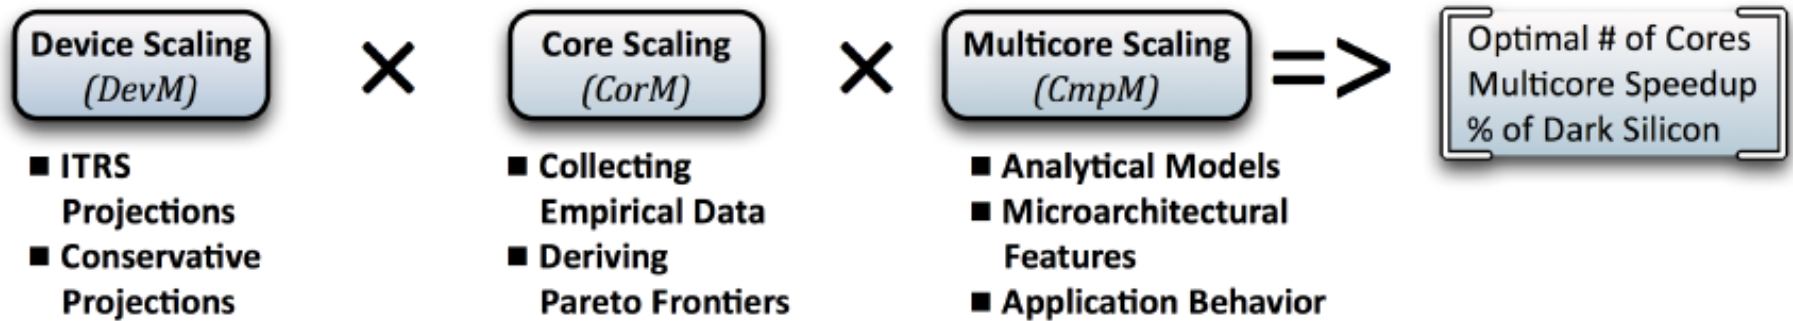 Device Scaling
(DevM)
×
Core Scaling
(CorM)
×
Multicore Scaling
(CmpM)
=>
Optimal # of Cores
Multicore Speedup
% of Dark Silicon
■ ITRS
Projections
■ Conservative
Projections
■ Collecting
Empirical Data
■ Deriving
Pareto Frontiers
■ Analytical Models
■ Microarchitectural
Features
■ Application Behavior